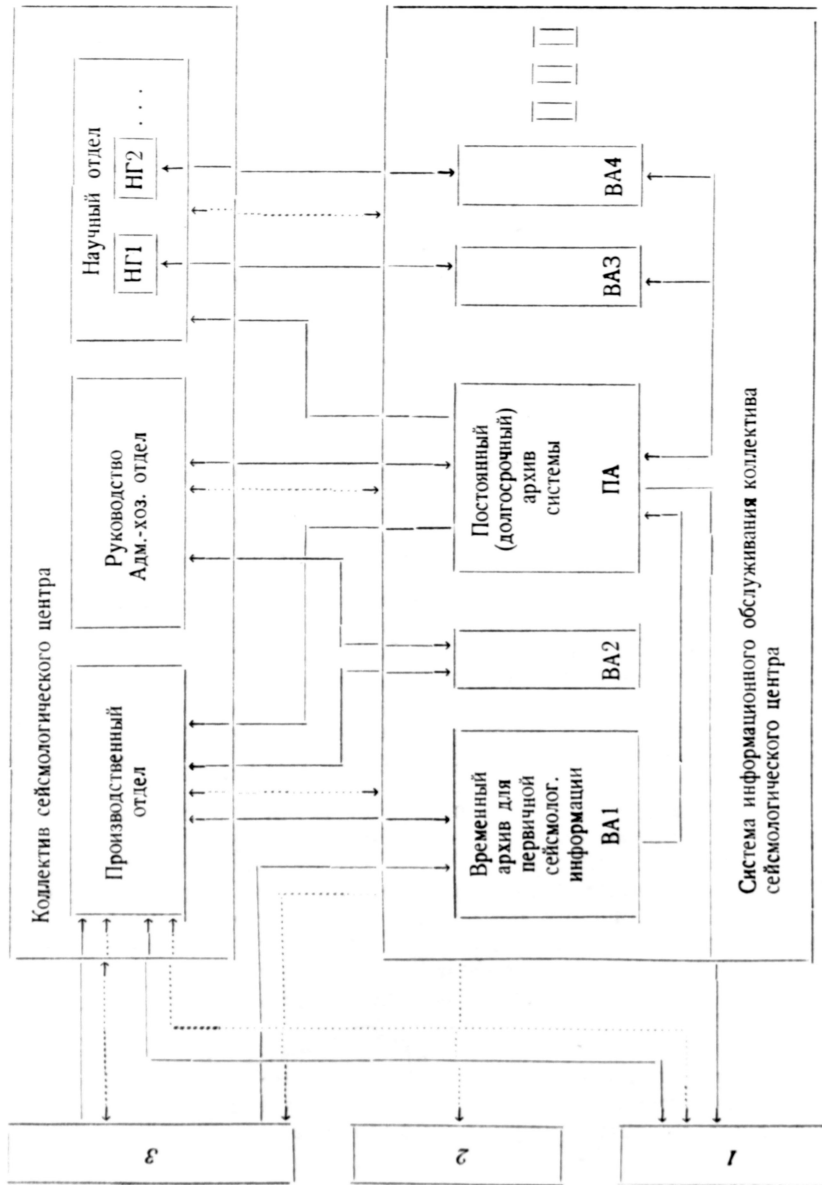 Коллектив сейсмологического центра
Производственный
отдел
Руководство
Адм.-хоз. отдел
Научный отдел
НГ1
НГ2
. . .
Временный
архив для
первичной
сейсмолог.
информации
ВА1
ВА2
Постоянный
(долгосрочный)
архив
системы
ПА
ВА3
ВА4
Система информационного обслуживания коллектива
сейсмологического центра
3
2
1